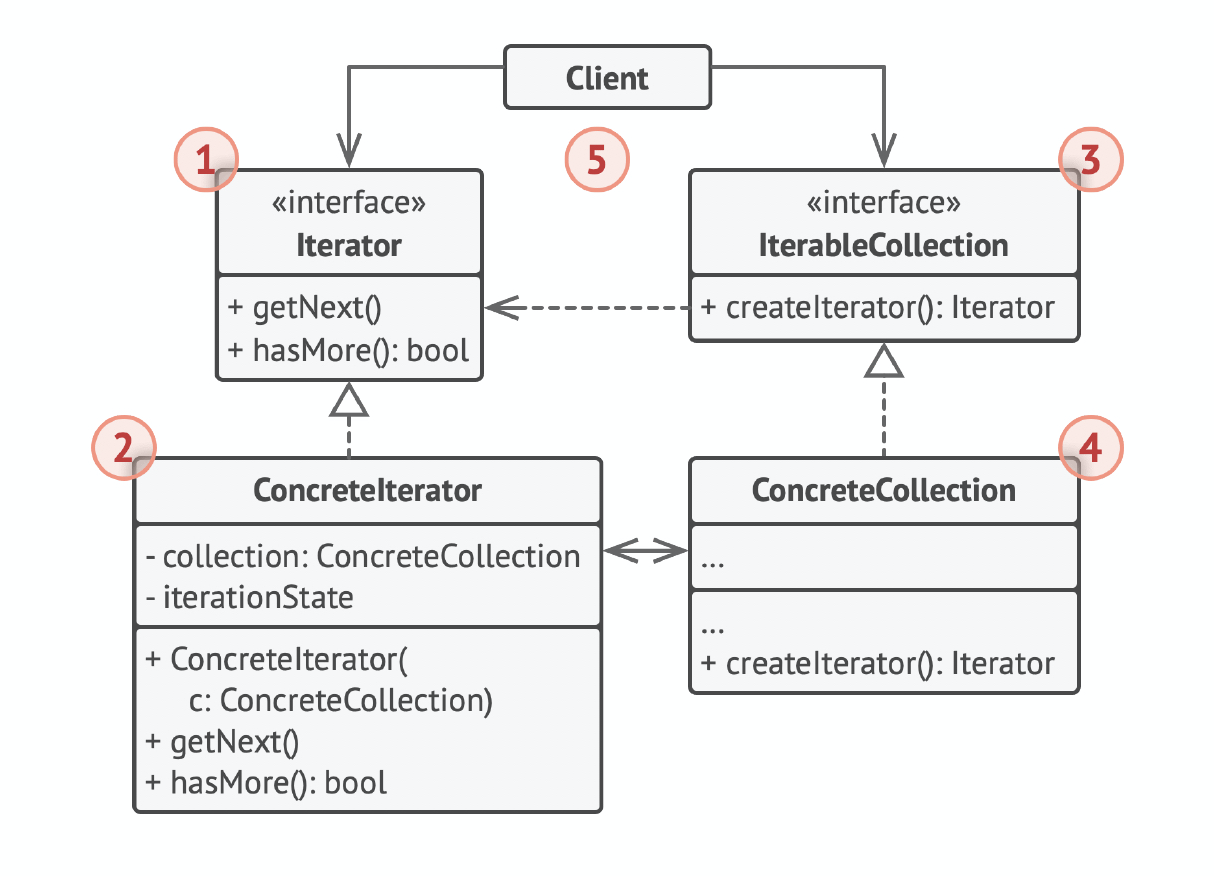 Client
1
5
3
«interface»
Iterator
+ getNext()
+ hasMore(): bool
«interface»
IterableCollection
+ createIterator(): Iterator
2
ConcreteIterator
- collection: ConcreteCollection
- iterationState
+ ConcreteIterator(
c: ConcreteCollection)
+ getNext()
+ hasMore(): bool
4
ConcreteCollection
...
...
+ createIterator(): Iterator